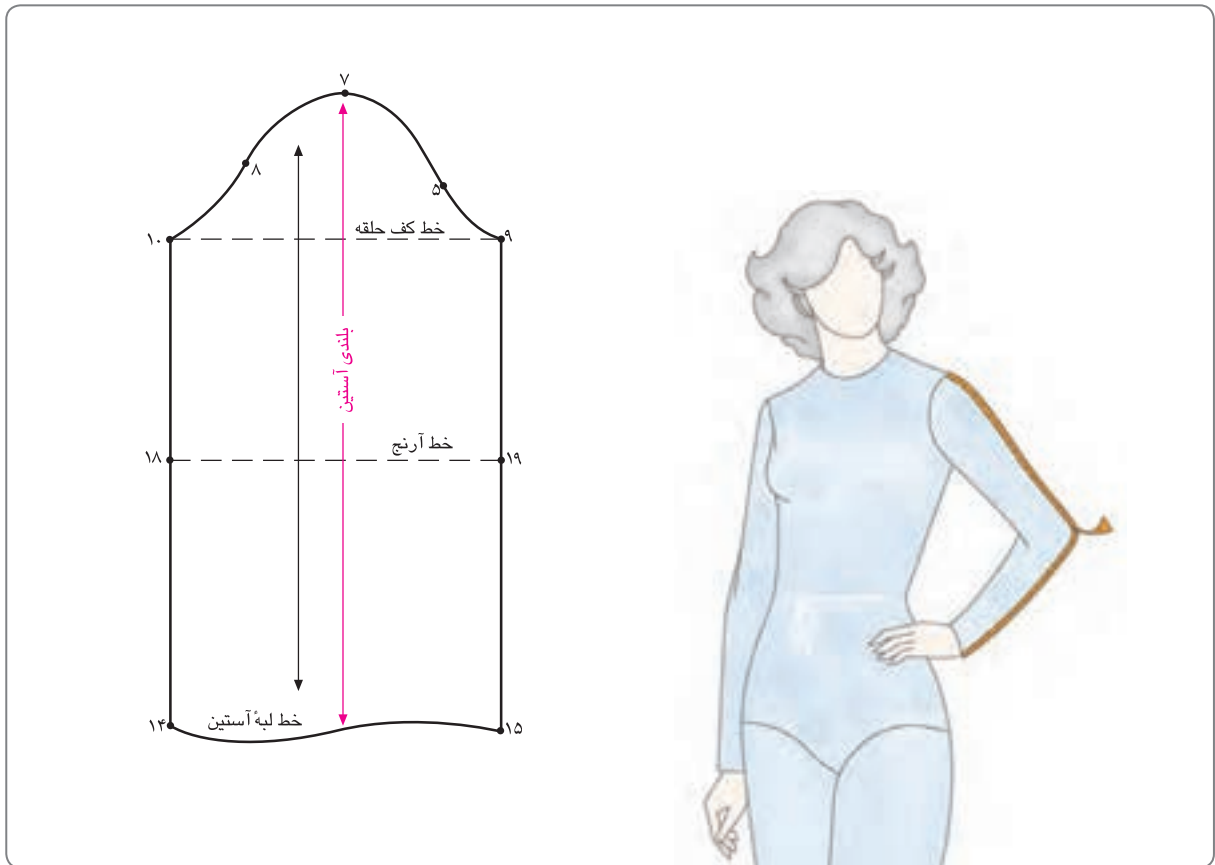 ۷
۸
۵
خط کف حلقه
۱۰
۹
بلندی آستین
خط آرنج
۱۸
۱۹
خط لبهٔ آستین
۱۴
۱۵